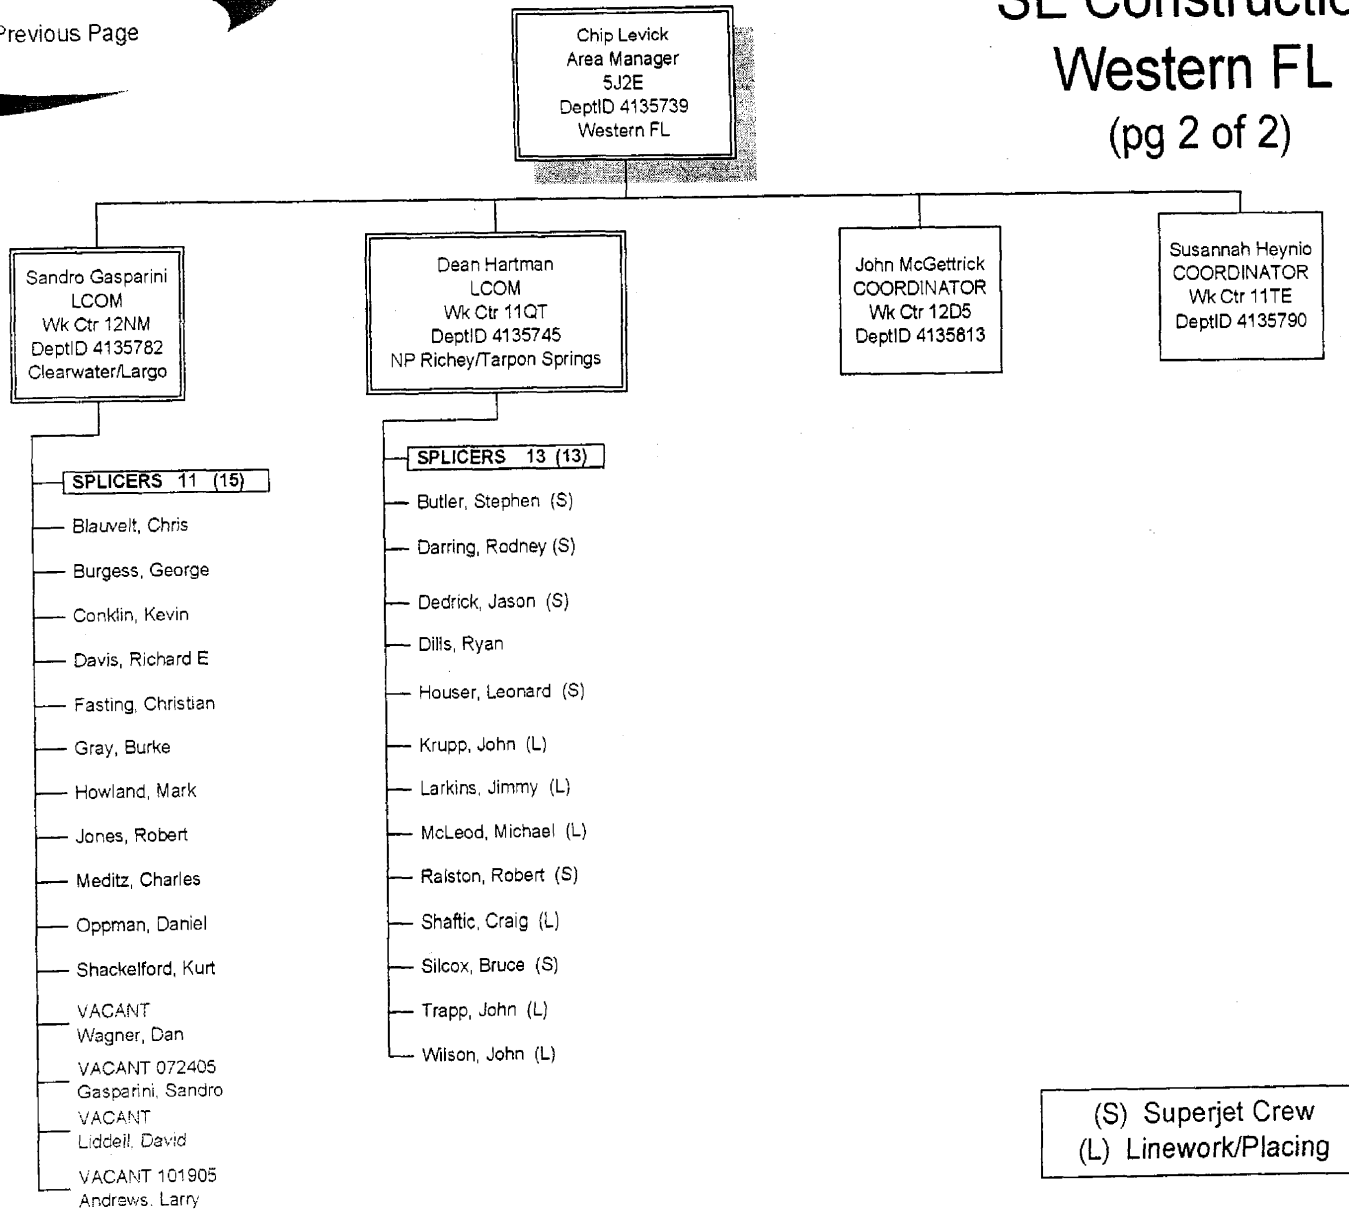 Previous Page
SE Construction
Western FL
(pg 2 of 2)
Chip Levick
Area Manager
5J2E
DeptID 4135739
Western FL
Sandro Gasparini
LCOM
Wk Ctr 12NM
DeptID 4135782
Clearwater/Largo
Dean Hartman
LCOM
Wk Ctr 11QT
DeptID 4135745
NP Richey/Tarpon Springs
John McGettrick
COORDINATOR
Wk Ctr 12D5
DeptID 4135813
Susannah Heynio
COORDINATOR
Wk Ctr 11TE
DeptID 4135790
SPLICERS 11 (15)
Blauvelt, Chris
Burgess, George
Conklin, Kevin
Davis, Richard E
Fasting, Christian
Gray, Burke
Howland, Mark
Jones, Robert
Meditz, Charles
Oppman, Daniel
Shackelford, Kurt
VACANT
Wagner, Dan
VACANT 072405
Gasparini, Sandro
VACANT
Liddell, David
VACANT 101905
Andrews, Larry
SPLICERS 13 (13)
Butler, Stephen (S)
Darring, Rodney (S)
Dedrick, Jason (S)
Dills, Ryan
Houser, Leonard (S)
Krupp, John (L)
Larkins, Jimmy (L)
McLeod, Michael (L)
Ralston, Robert (S)
Shaftic, Craig (L)
Silcox, Bruce (S)
Trapp, John (L)
Wilson, John (L)
(S) Superjet Crew
(L) Linework/Placing